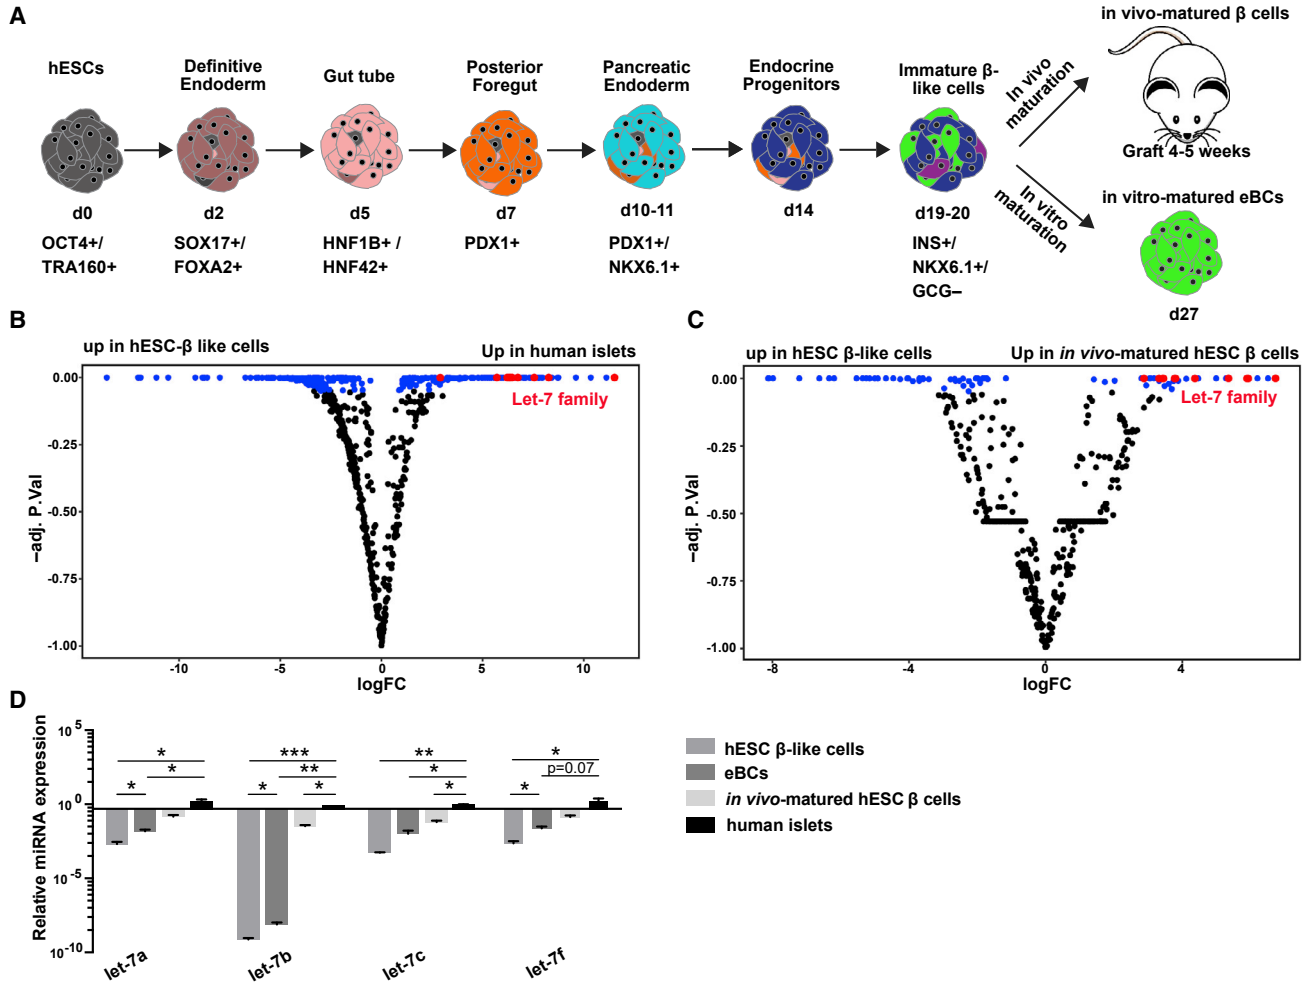 A
hESCs
Definitive
Endoderm
Gut tube
Posterior
Foregut
Pancreatic
Endoderm
Endocrine
Progenitors
Immature β-
like cells
In vivo
maturation
in vivo-matured β cells
Graft 4-5 weeks
In vitro
maturation
in vitro-matured eBCs
d27
d0
d2
d5
d7
d10-11
d14
d19-20
OCT4+/
TRA160+
SOX17+/
FOXA2+
HNF1B+ /
HNF42+
PDX1+
PDX1+/
NKX6.1+
INS+/
NKX6.1+/
GCG–
B
up in hESC-β like cells
Up in human islets
Let-7 family
–adj. P.Val
0.00
-0.25
-0.50
-0.75
-1.00
-10
-5
0
5
10
logFC
C
up in hESC β-like cells
Up in in vivo-matured hESC β cells
Let-7 family
–adj. P.Val
0.00
-0.25
-0.50
-0.75
-1.00
-8
-4
0
4
logFC
D
Relative miRNA expression
10⁵
10⁰
10⁻⁵
10⁻¹⁰
*
*
*
***
**
*
*
**
*
*
*
p=0.07
*
let-7a
let-7b
let-7c
let-7f
hESC β-like cells
eBCs
in vivo-matured hESC β cells
human islets